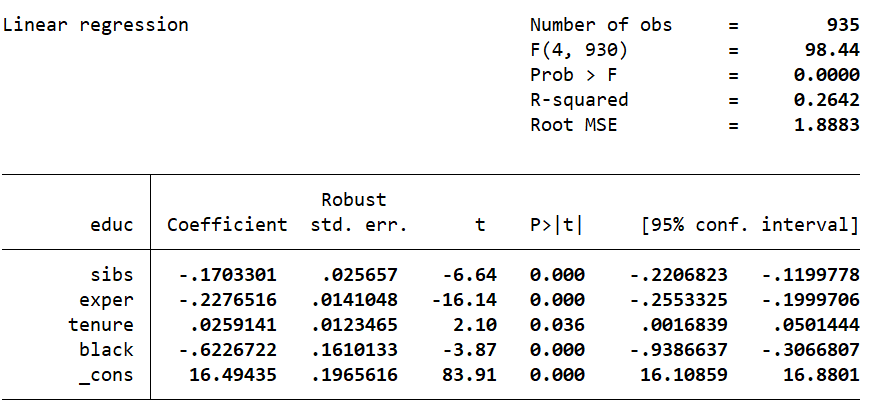 Linear regression Number of obs = 935
F(4, 930) = 98.44
Prob > F = 0.0000
R-squared = 0.2642
Root MSE = 1.8883
Robust
educ Coefficient std. err. t P>|t| [95% conf. interval]
sibs -.1703301 .025657 -6.64 0.000 -.2206823 -.1199778
exper -.2276516 .0141048 -16.14 0.000 -.2553325 -.1999706
tenure .0259141 .0123465 2.10 0.036 .0016839 .0501444
black -.6226722 .1610133 -3.87 0.000 -.9386637 -.3066807
_cons 16.49435 .1965616 83.91 0.000 16.10859 16.8801